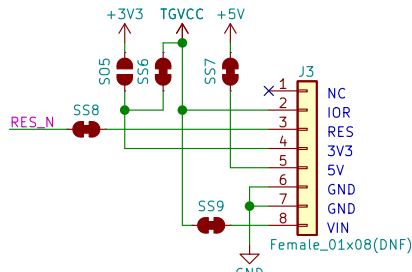 +3V3 TGVCC +5V
SO5 SS6 SS7 J3
1 NC
2 IOR
SS8
RES_N 3 RES
4 3V3
5 5V
6 GND
7 GND
SS9
8 VIN
Female_01x08(DNF)
GND